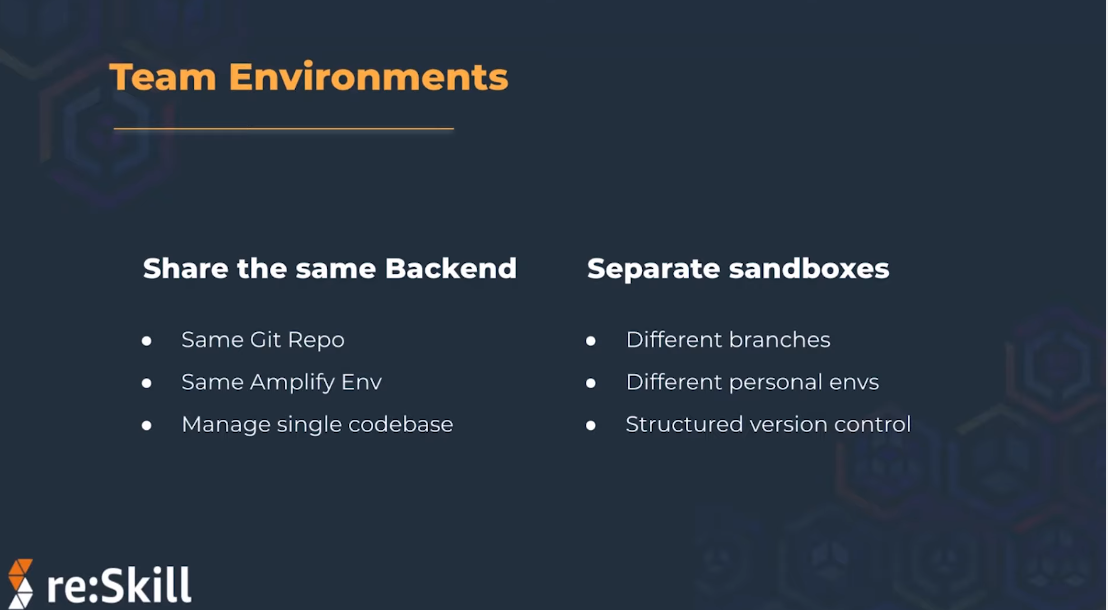 Team Environments
Share the same Backend
• Same Git Repo
• Same Amplify Env
• Manage single codebase
Separate sandboxes
• Different branches
• Different personal envs
• Structured version control
re:Skill